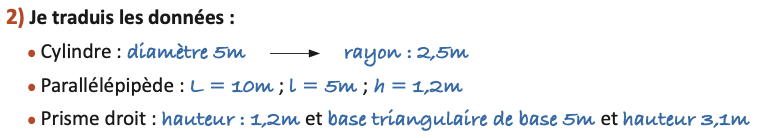 2) Je traduis les données :
• Cylindre : diamètre 5m → rayon : 2,5m
• Parallélépipède : L = 10m ; l = 5m ; h = 1,2m
• Prisme droit : hauteur : 1,2m et base triangulaire de base 5m et hauteur 3,1m